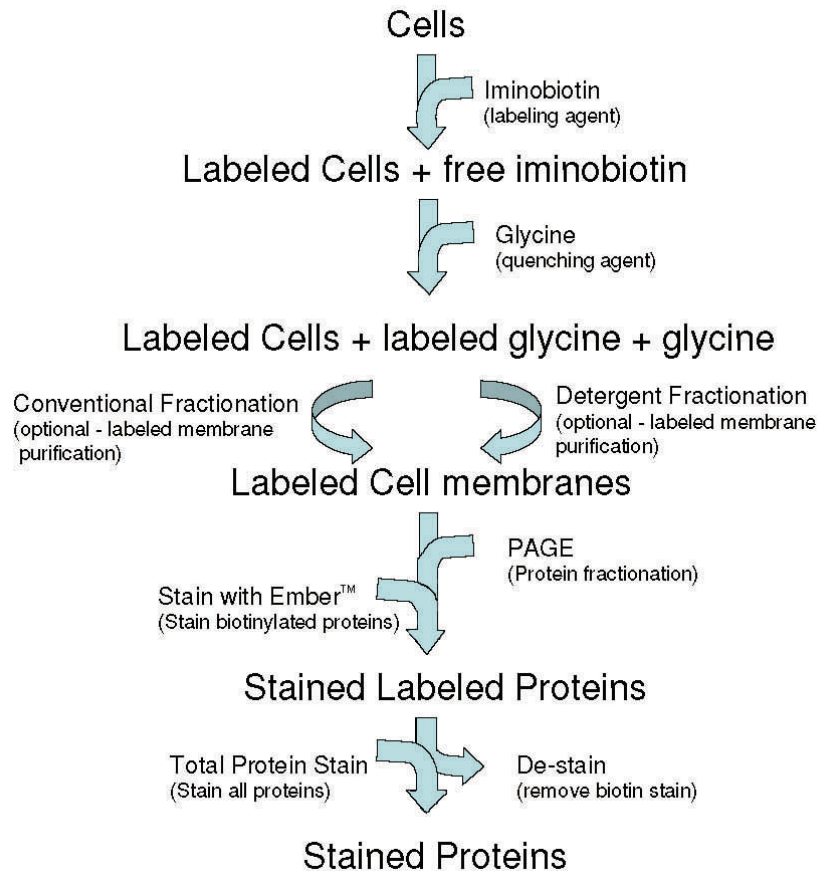 Cells
Iminobiotin
(labeling agent)
Labeled Cells + free iminobiotin
Glycine
(quenching agent)
Labeled Cells + labeled glycine + glycine
Conventional Fractionation
(optional - labeled membrane
purification)
Detergent Fractionation
(optional - labeled membrane
purification)
Labeled Cell membranes
PAGE
(Protein fractionation)
Stain with Ember™
(Stain biotinylated proteins)
Stained Labeled Proteins
Total Protein Stain
(Stain all proteins)
De-stain
(remove biotin stain)
Stained Proteins